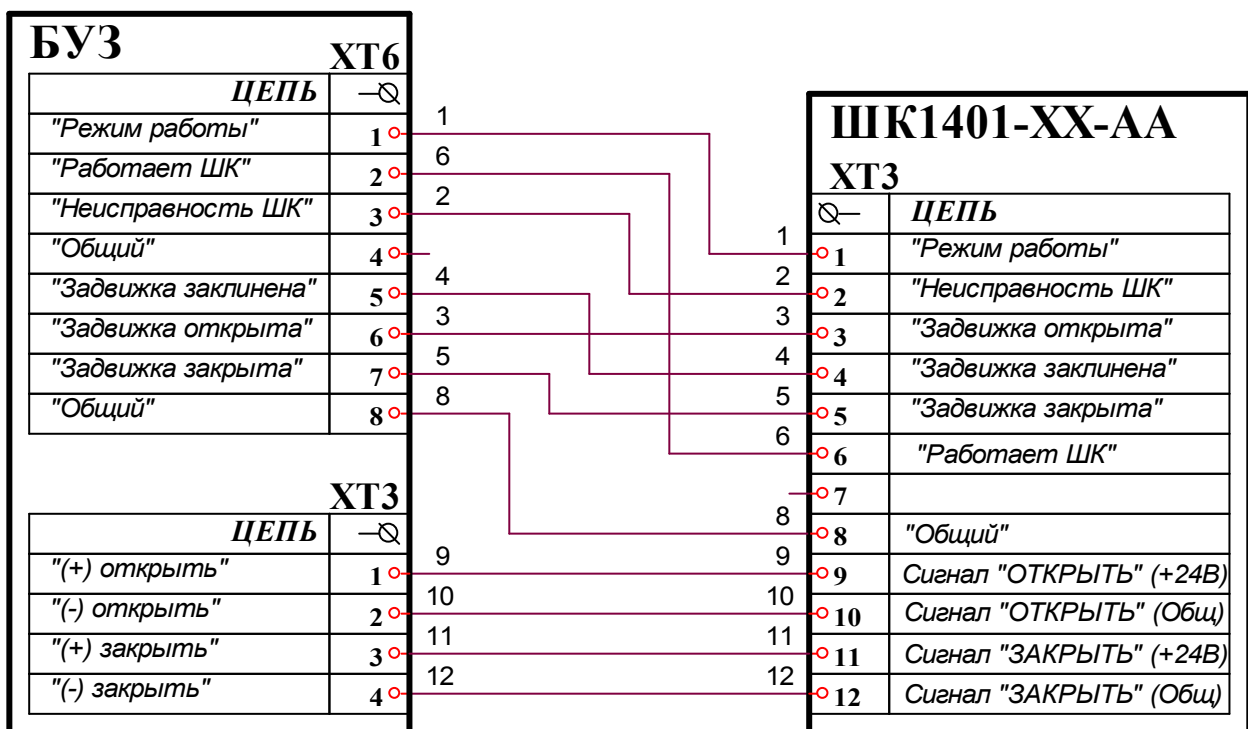 БУЗ
XT6
ЦЕПЬ
"Режим работы" 1 1
"Работает ШК" 2 6
"Неисправность ШК" 3 2
"Общий" 4
"Задвижка заклинена" 5 4
"Задвижка открыта" 6 3
"Задвижка закрыта" 7 5
"Общий" 8 8
XT3
ЦЕПЬ
"(+) открыть" 1 9
"(-) открыть" 2 10
"(+) закрыть" 3 11
"(-) закрыть" 4 12
ШК1401-ХХ-АА
XT3
ЦЕПЬ
1 1 "Режим работы"
2 2 "Неисправность ШК"
3 3 "Задвижка открыта"
4 4 "Задвижка заклинена"
5 5 "Задвижка закрыта"
6 6 "Работает ШК"
7
8 8 "Общий"
9 9 Сигнал "ОТКРЫТЬ" (+24В)
10 10 Сигнал "ОТКРЫТЬ" (Общ)
11 11 Сигнал "ЗАКРЫТЬ" (+24В)
12 12 Сигнал "ЗАКРЫТЬ" (Общ)